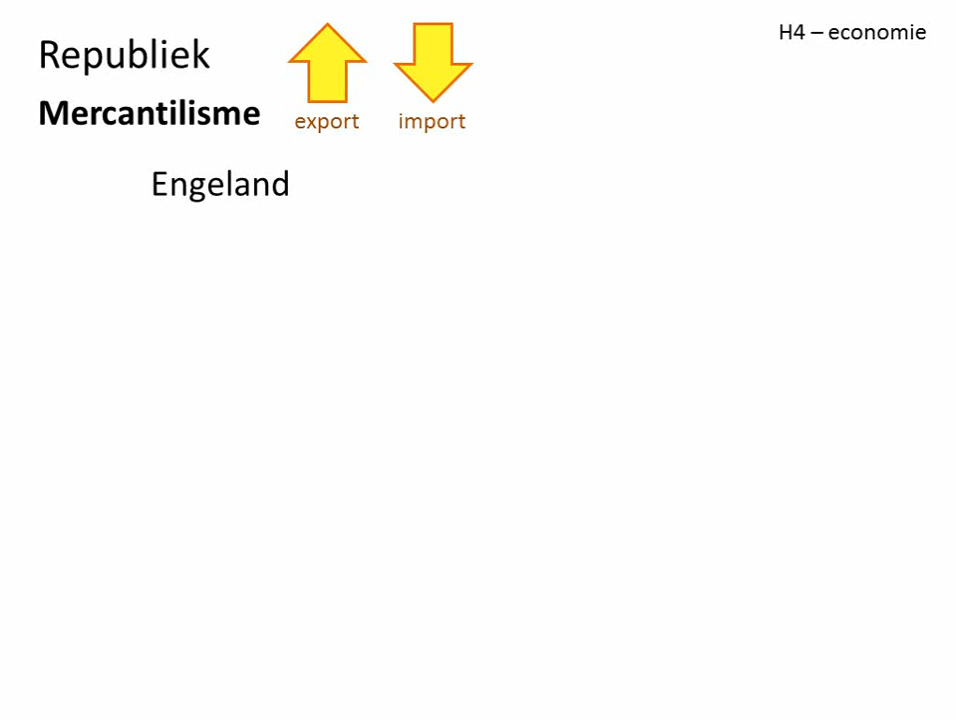 Republiek
H4 – economie
Mercantilisme
export
import
Engeland